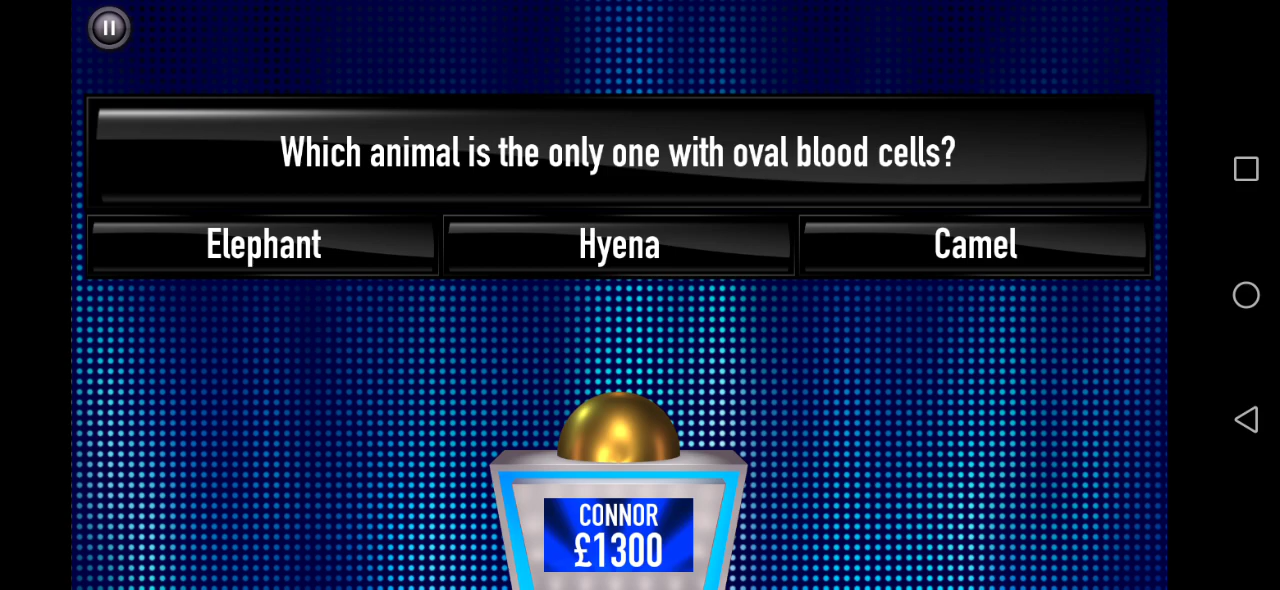 Which animal is the only one with oval blood cells?
Elephant
Hyena
Camel
CONNOR
£1300